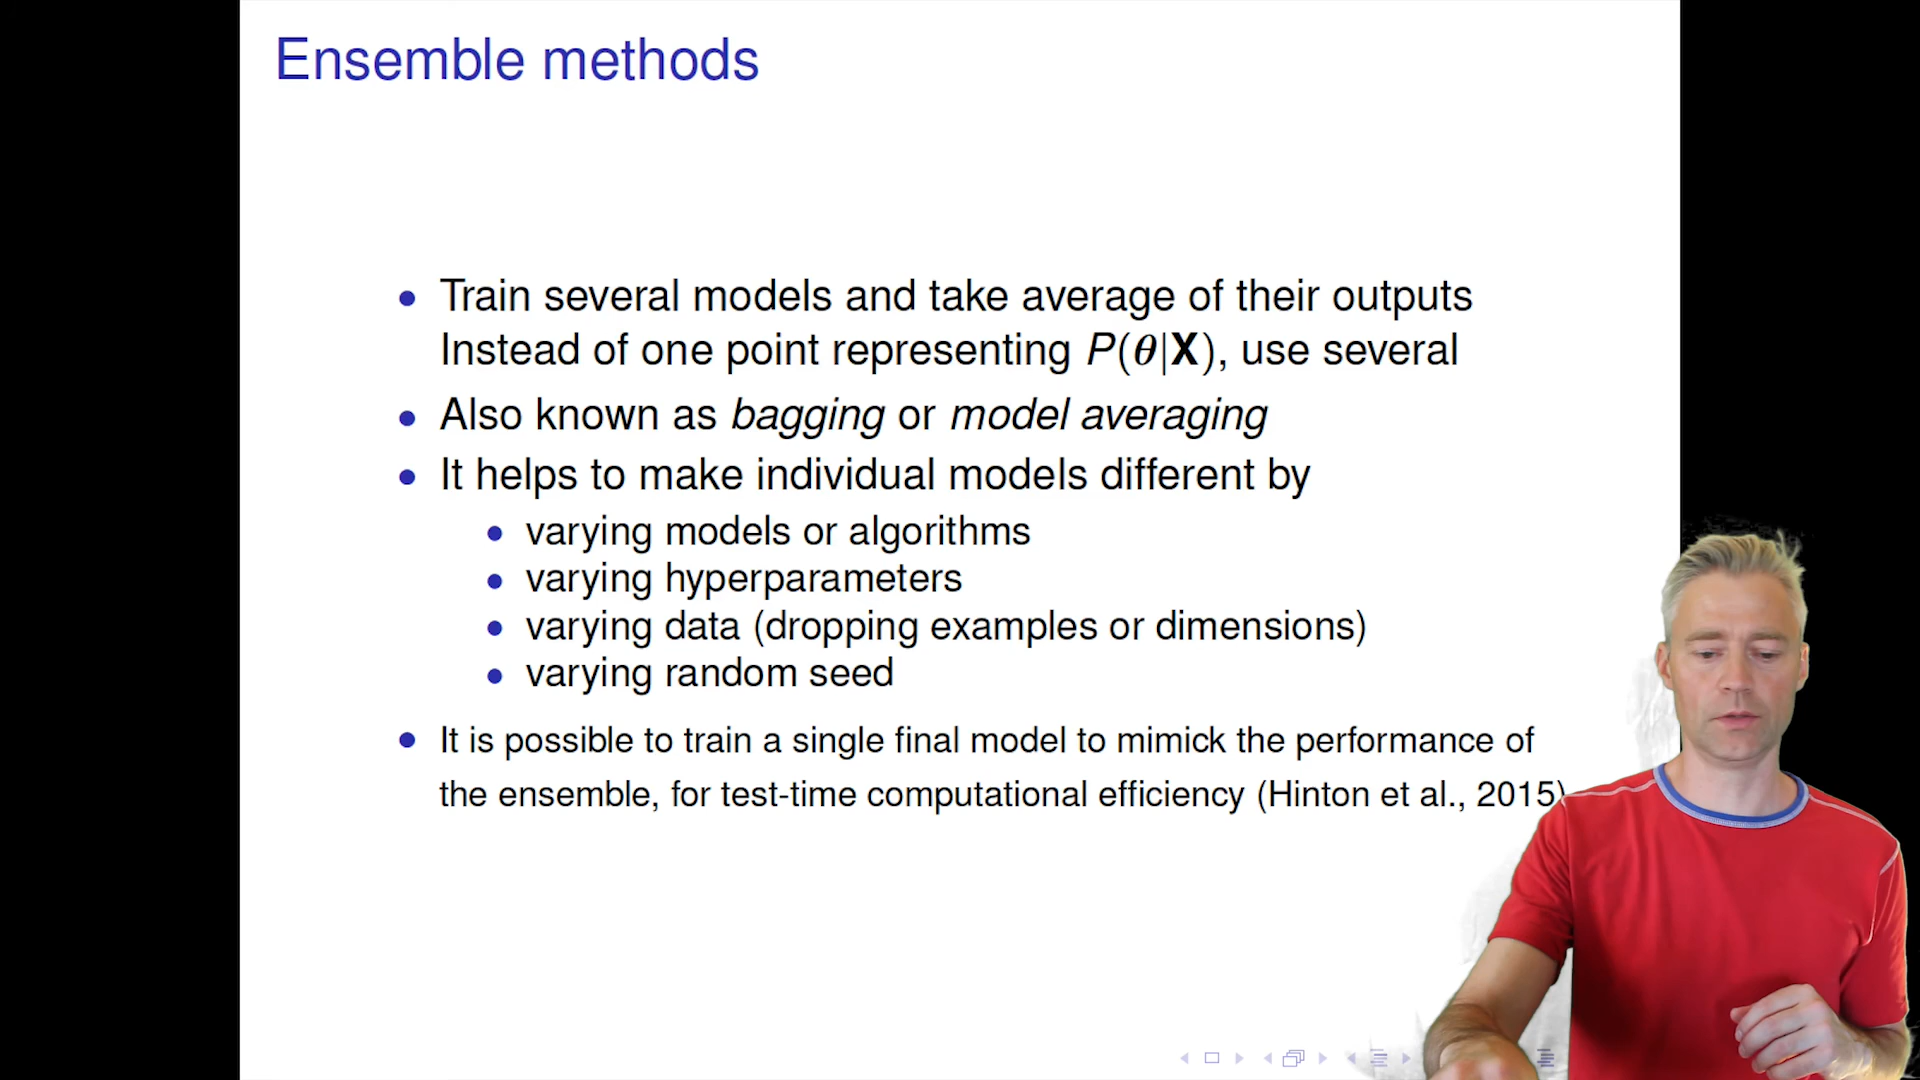 Ensemble methods
• Train several models and take average of their outputs
Instead of one point representing P(θ|X), use several
• Also known as bagging or model averaging
• It helps to make individual models different by
• varying models or algorithms
• varying hyperparameters
• varying data (dropping examples or dimensions)
• varying random seed
• It is possible to train a single final model to mimick the performance of
the ensemble, for test-time computational efficiency (Hinton et al., 2015)